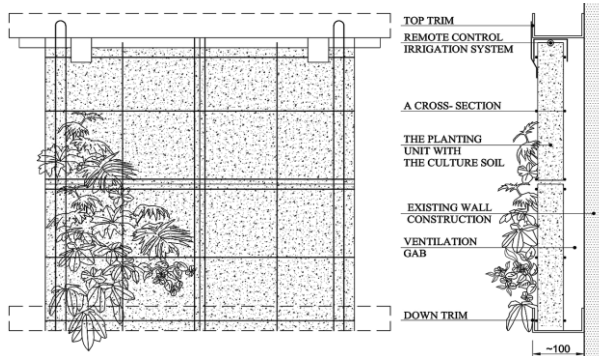 TOP TRIM
REMOTE CONTROL
IRRIGATION SYSTEM
A CROSS- SECTION
THE PLANTING
UNIT WITH
THE CULTURE SOIL
EXISTING WALL
CONSTRUCTION
VENTILATION
GAB
DOWN TRIM
~100